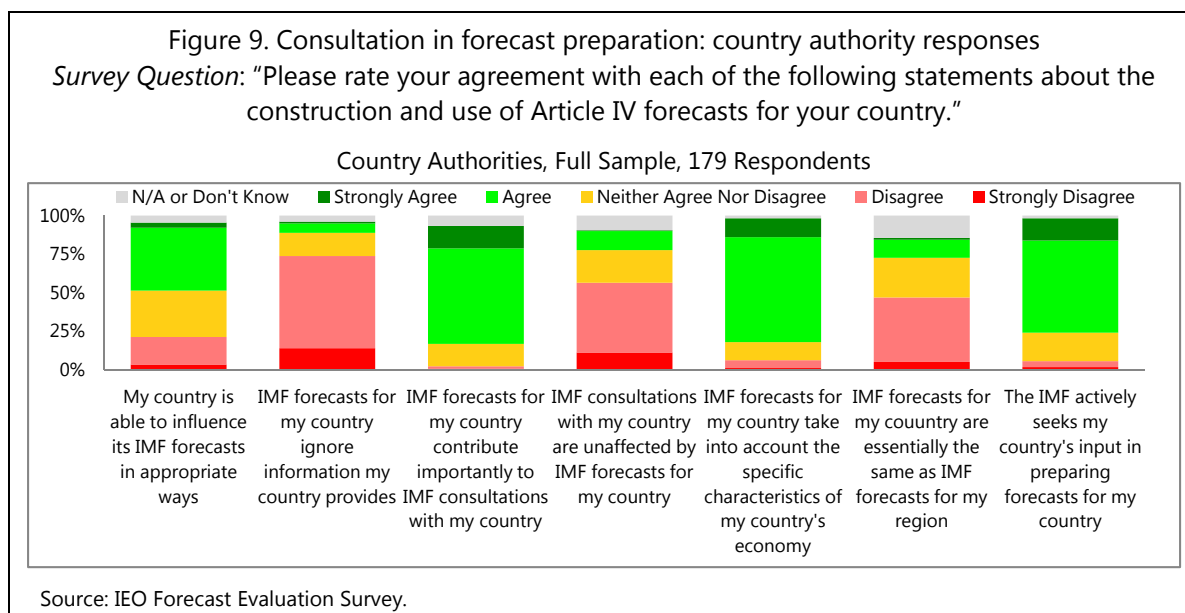 Figure 9. Consultation in forecast preparation: country authority responses
Survey Question: “Please rate your agreement with each of the following statements about the
construction and use of Article IV forecasts for your country.”
Country Authorities, Full Sample, 179 Respondents
N/A or Don't Know Strongly Agree Agree Neither Agree Nor Disagree Disagree Strongly Disagree
100%
75%
50%
25%
0%
My country is
able to influence
its IMF forecasts
in appropriate
ways
IMF forecasts for
my country
ignore
information my
country provides
IMF forecasts for
my country
contribute
importantly to
IMF consultations
with my country
IMF consultations
with my country
are unaffected by
IMF forecasts for
my country
IMF forecasts for
my country take
into account the
specific
characteristics of
my country's
economy
IMF forecasts for
my couuntry are
essentially the
same as IMF
forecasts for my
region
The IMF actively
seeks my
country's input in
preparing
forecasts for my
country
Source: IEO Forecast Evaluation Survey.